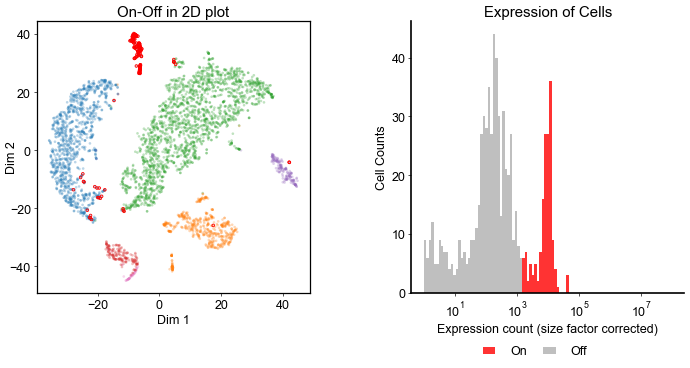 On-Off in 2D plot
Dim 2
40
20
0
−20
−40
−20 0 20 40
Dim 1
Expression of Cells
Cell Counts
40
30
20
10
0
10^1 10^3 10^5 10^7
Expression count (size factor corrected)
On Off